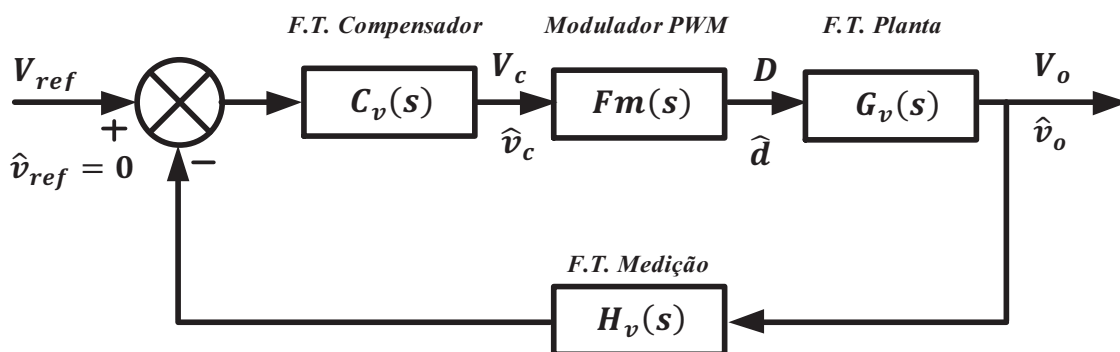 F.T. Compensador Modulador PWM F.T. Planta
V_ref V_c D V_o
C_v(s) Fm(s) G_v(s)
+ −
v̂_ref = 0 v̂_c d̂ v̂_o
F.T. Medição
H_v(s)